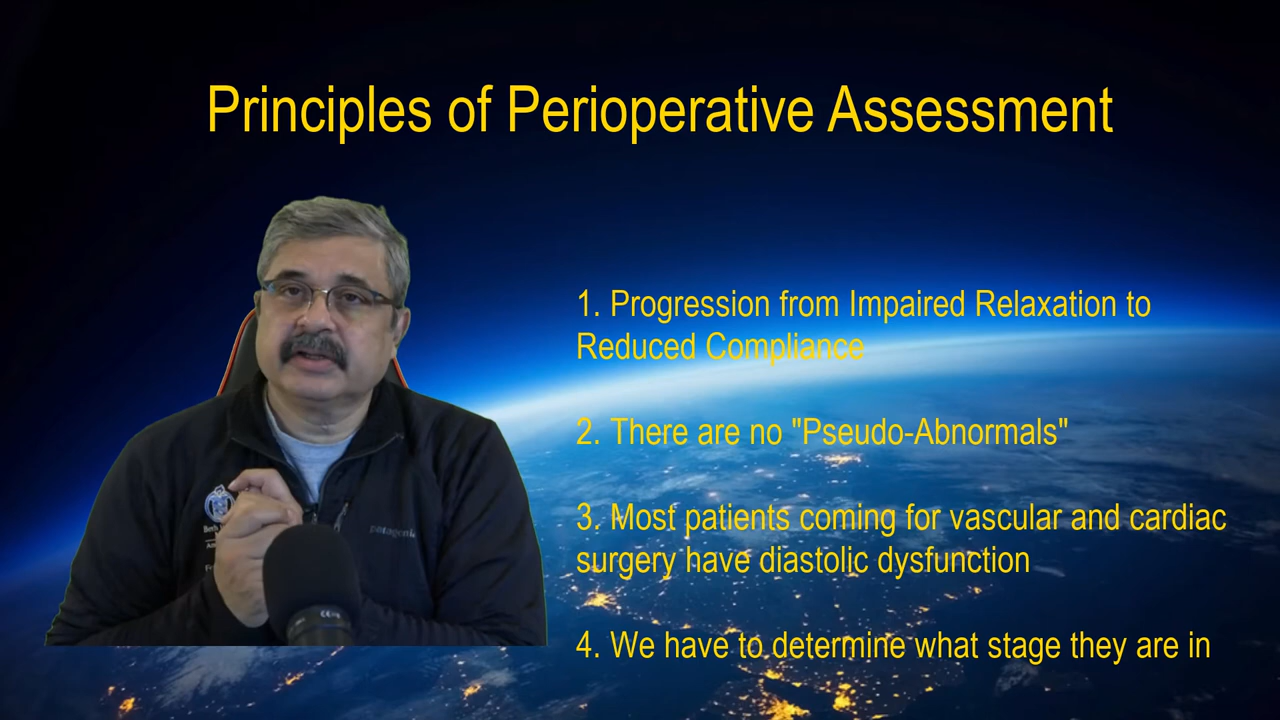 Principles of Perioperative Assessment
1. Progression from Impaired Relaxation to
Reduced Compliance
2. There are no "Pseudo-Abnormals"
3. Most patients coming for vascular and cardiac
surgery have diastolic dysfunction
4. We have to determine what stage they are in
patagonia
CE